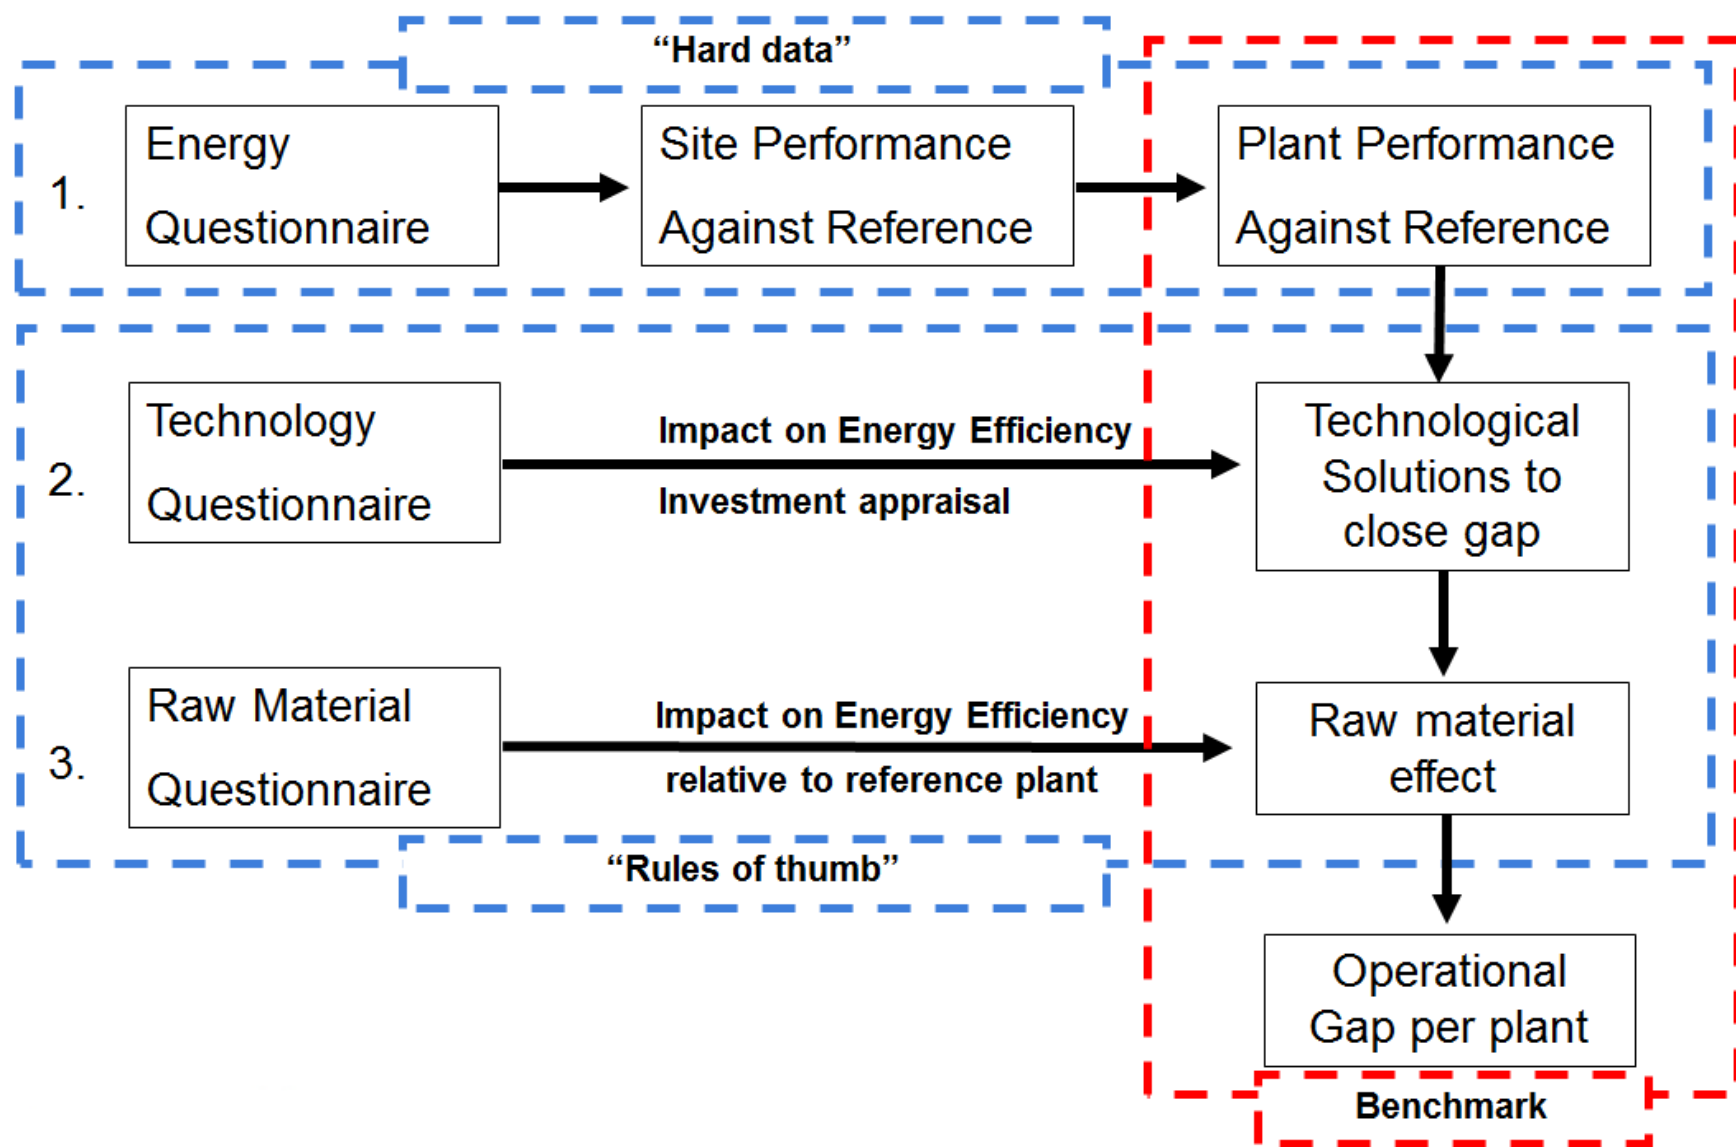 “Hard data”
1.
Energy
Questionnaire
Site Performance
Against Reference
Plant Performance
Against Reference
2.
Technology
Questionnaire
Impact on Energy Efficiency
Investment appraisal
Technological
Solutions to
close gap
3.
Raw Material
Questionnaire
Impact on Energy Efficiency
relative to reference plant
Raw material
effect
“Rules of thumb”
Operational
Gap per plant
Benchmark